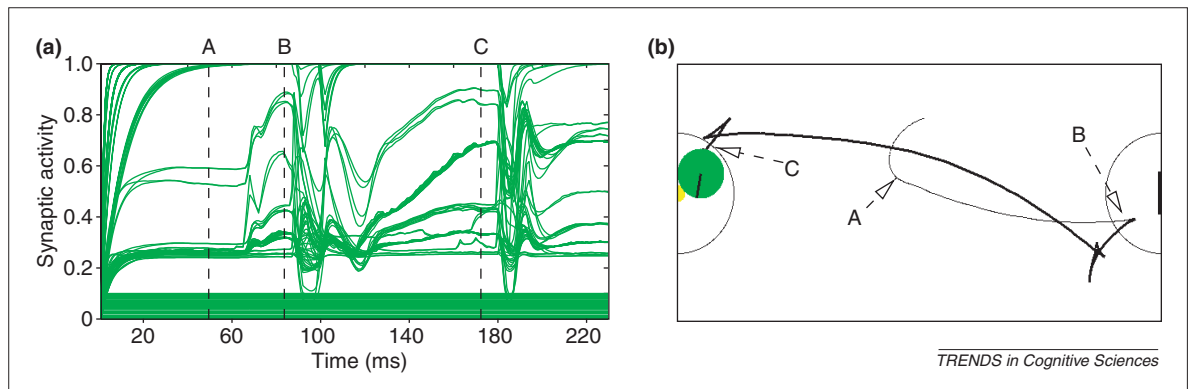 (a)
A
B
C
1.0
0.8
0.6
0.4
0.2
0
Synaptic activity
20
60
100
140
180
220
Time (ms)
(b)
B
C
A
TRENDS in Cognitive Sciences